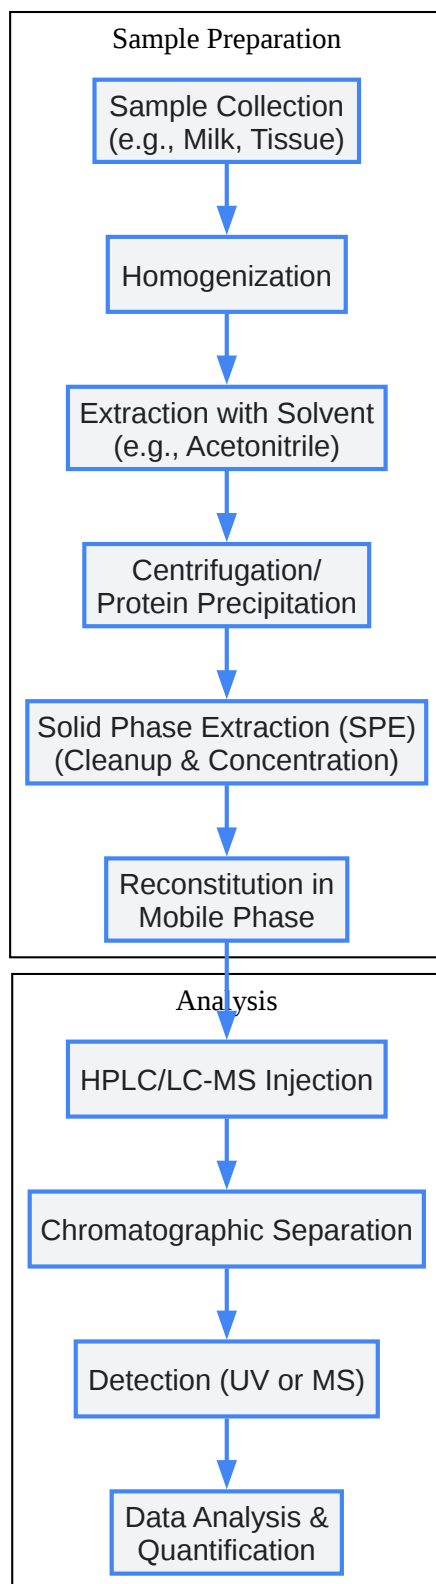 Sample Preparation
Sample Collection
(e.g., Milk, Tissue)
Homogenization
Extraction with Solvent
(e.g., Acetonitrile)
Centrifugation/
Protein Precipitation
Solid Phase Extraction (SPE)
(Cleanup & Concentration)
Reconstitution in
Mobile Phase
Analysis
HPLC/LC-MS Injection
Chromatographic Separation
Detection (UV or MS)
Data Analysis &
Quantification